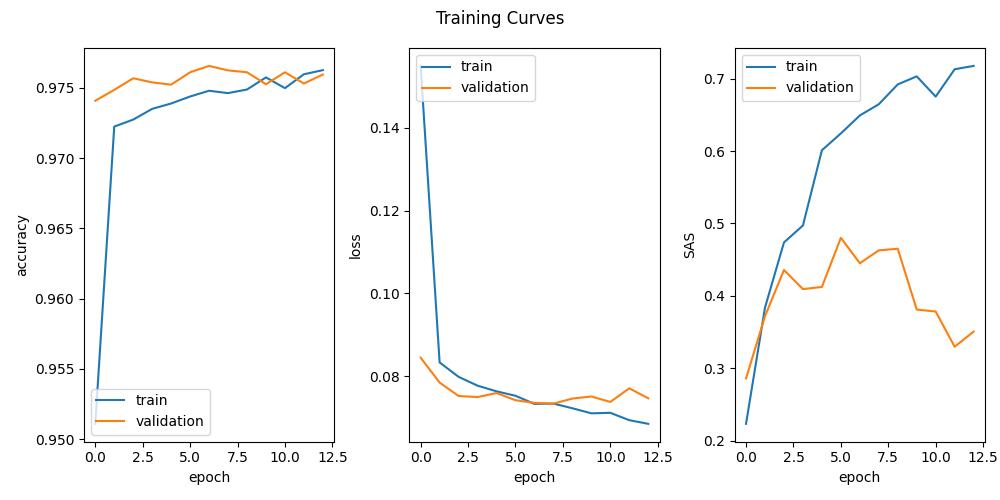 Training Curves
accuracy
0.975
0.970
0.965
0.960
0.955
0.950
train
validation
0.0 2.5 5.0 7.5 10.0 12.5
epoch
loss
0.14
0.12
0.10
0.08
train
validation
0.0 2.5 5.0 7.5 10.0 12.5
epoch
SAS
0.7
0.6
0.5
0.4
0.3
0.2
train
validation
0.0 2.5 5.0 7.5 10.0 12.5
epoch